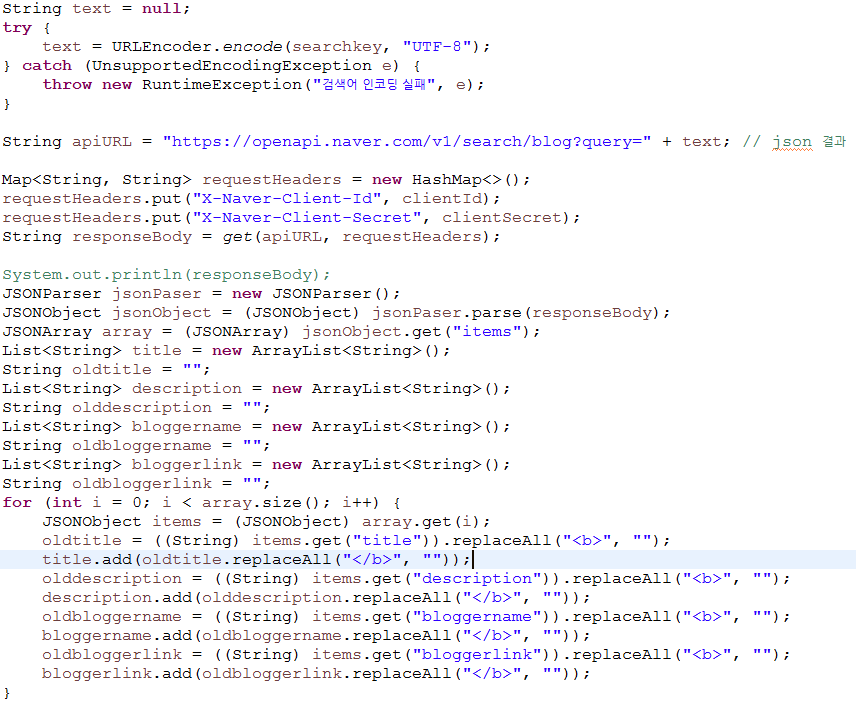 String text = null;
try {
    text = URLEncoder.encode(searchkey, "UTF-8");
} catch (UnsupportedEncodingException e) {
    throw new RuntimeException("검색어 인코딩 실패", e);
}

String apiURL = "https://openapi.naver.com/v1/search/blog?query=" + text; // json 결과

Map<String, String> requestHeaders = new HashMap<>();
requestHeaders.put("X-Naver-Client-Id", clientId);
requestHeaders.put("X-Naver-Client-Secret", clientSecret);
String responseBody = get(apiURL, requestHeaders);

System.out.println(responseBody);
JSONParser jsonPaser = new JSONParser();
JSONObject jsonObject = (JSONObject) jsonPaser.parse(responseBody);
JSONArray array = (JSONArray) jsonObject.get("items");
List<String> title = new ArrayList<String>();
String oldtitle = "";
List<String> description = new ArrayList<String>();
String olddescription = "";
List<String> bloggername = new ArrayList<String>();
String oldbloggername = "";
List<String> bloggerlink = new ArrayList<String>();
String oldbloggerlink = "";
for (int i = 0; i < array.size(); i++) {
    JSONObject items = (JSONObject) array.get(i);
    oldtitle = ((String) items.get("title")).replaceAll("<b>", "");
    title.add(oldtitle.replaceAll("</b>", ""));
    olddescription = ((String) items.get("description")).replaceAll("<b>", "");
    description.add(olddescription.replaceAll("</b>", ""));
    oldbloggername = ((String) items.get("bloggername")).replaceAll("<b>", "");
    bloggername.add(oldbloggername.replaceAll("</b>", ""));
    oldbloggerlink = ((String) items.get("bloggerlink")).replaceAll("<b>", "");
    bloggerlink.add(oldbloggerlink.replaceAll("</b>", ""));
}